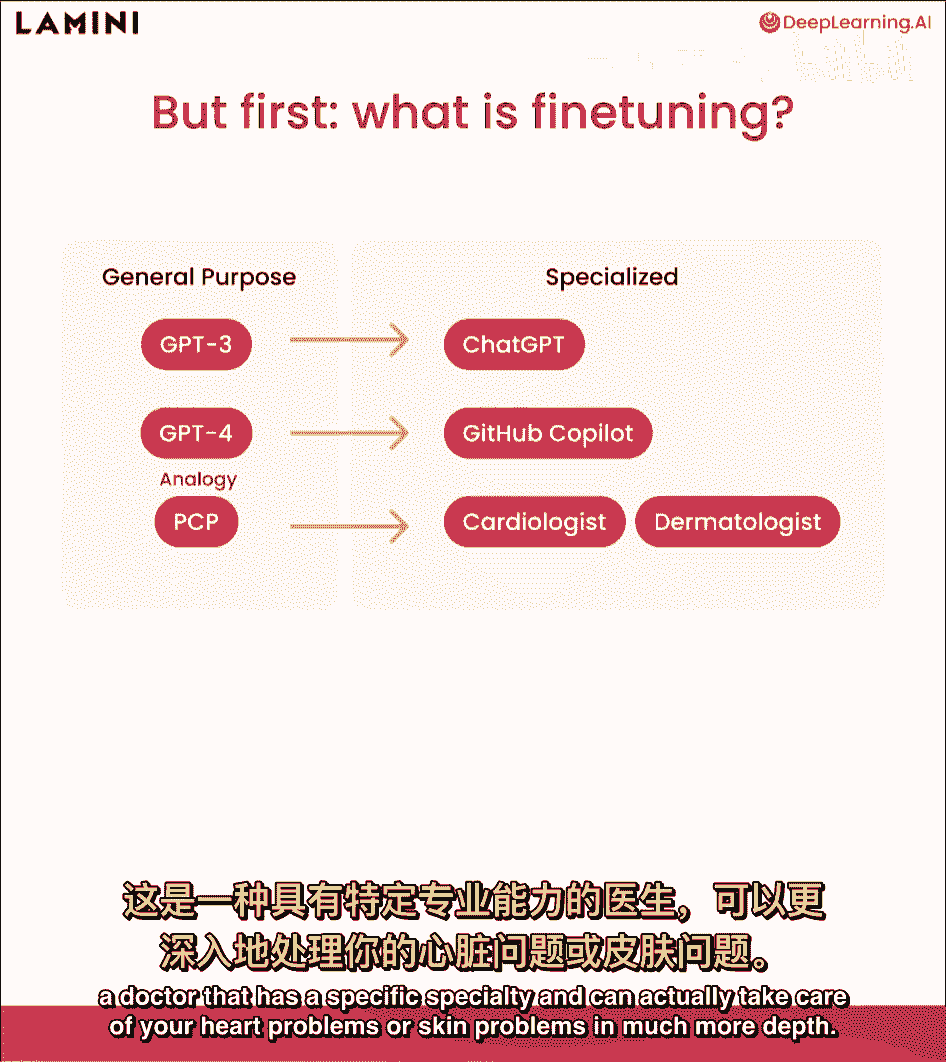 LAMINI
DeepLearning.AI
But first: what is finetuning?
General Purpose
Specialized
GPT-3
ChatGPT
GPT-4
GitHub Copilot
Analogy
PCP
Cardiologist
Dermatologist
这是一种具有特定专业能力的医生，可以更
深入地处理你的心脏问题或皮肤问题。
a doctor that has a specific specialty and can actually take care
of your heart problems or skin problems in much more depth.